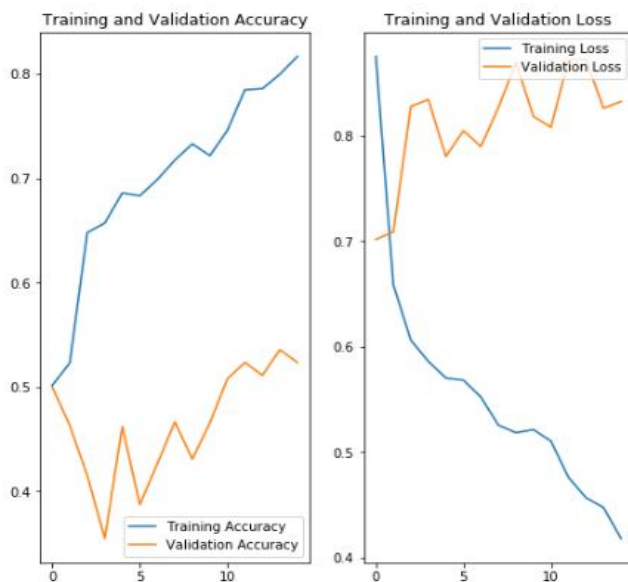 Training and Validation Accuracy
0.8
0.7
0.6
0.5
0.4
0
5
10
Training Accuracy
Validation Accuracy
Training and Validation Loss
Training Loss
Validation Loss
0.8
0.7
0.6
0.5
0.4
0
5
10